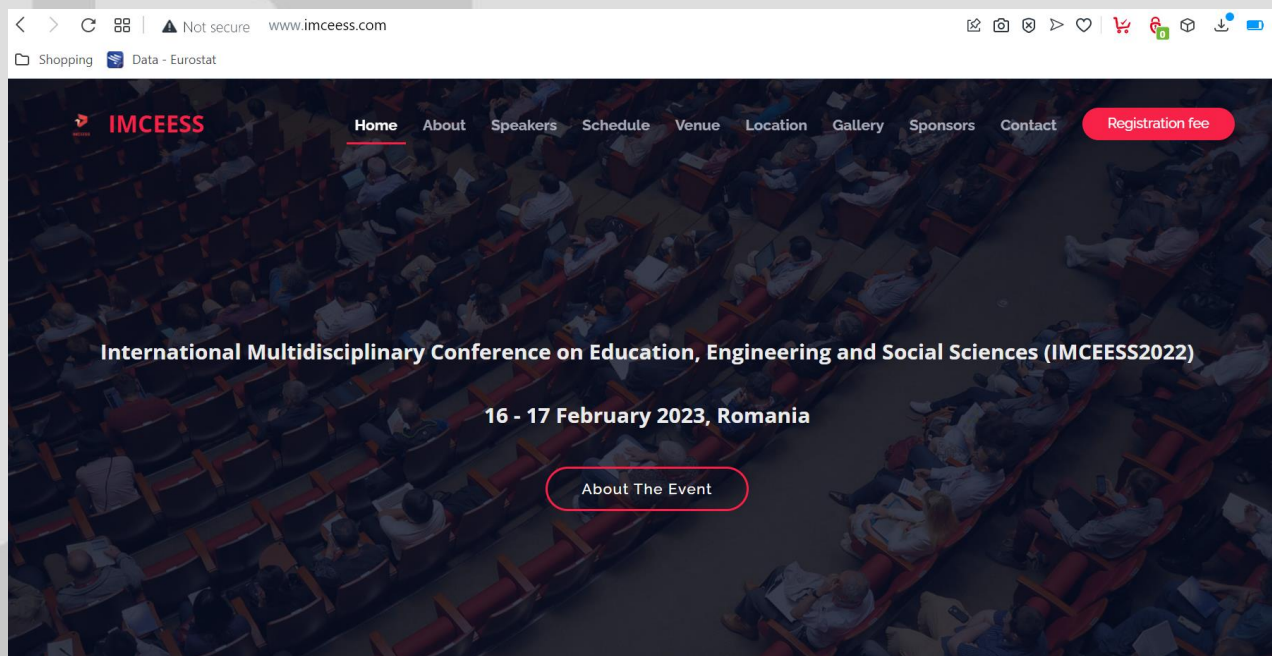 Not secure www.imceess.com
0
Shopping Data - Eurostat
IMCEESS Home About Speakers Schedule Venue Location Gallery Sponsors Contact Registration fee
International Multidisciplinary Conference on Education, Engineering and Social Sciences (IMCEESS2022)
16 - 17 February 2023, Romania
About The Event